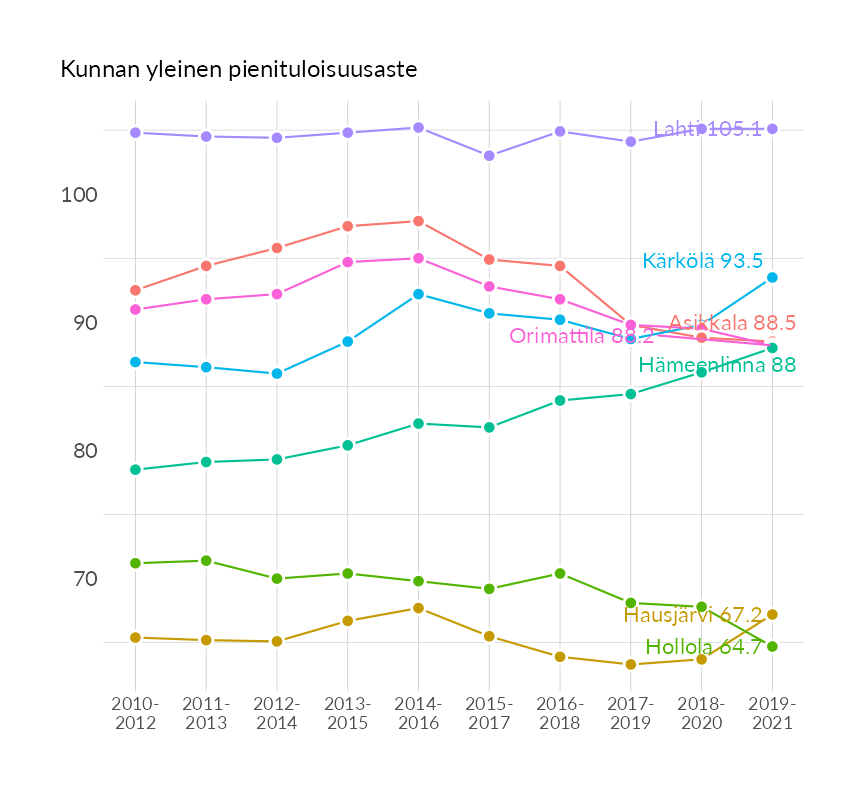 Kunnan yleinen pienituloisuusaste
Lahti 105.1
100
Kärkölä 93.5
90
Asikkala 88.5
Orimattila 88.2
Hämeenlinna 88
80
70
Hausjärvi 67.2
Hollola 64.7
2010- 2011- 2012- 2013- 2014- 2015- 2016- 2017- 2018- 2019-
2012 2013 2014 2015 2016 2017 2018 2019 2020 2021